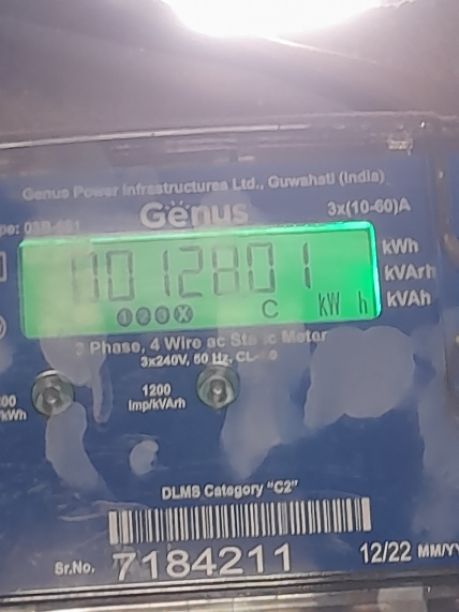 Genus Power Infrastructures Ltd., Guwahati (India)
Genus
3x(10-60)A
kWh
kVArh
kVAh
C
kW h
3 Phase, 4 Wire ac Static Meter
3x240V, 50 Hz,
1200
Imp/kVArh
DLMS Category "C2"
Sr.No. 7184211
12/22 MM/YY